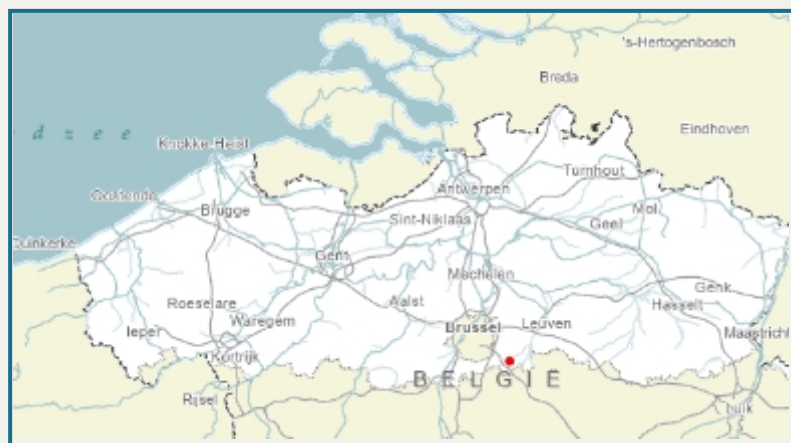 's-Hertogenbosch
Breda
Eindhoven
d z e e
Knokke-Heist
Turnhout
Antwerpen
Oostende
Mol
Brugge
Sint-Niklaas
Geel
Duinkerke
Gent
Mechelen
Genk
Roeselare
Aalst
Hasselt
Waregem
Brussel
Leuven
Ieper
Maastricht
Kortrijk
BELGIË
Rijsel
Luik